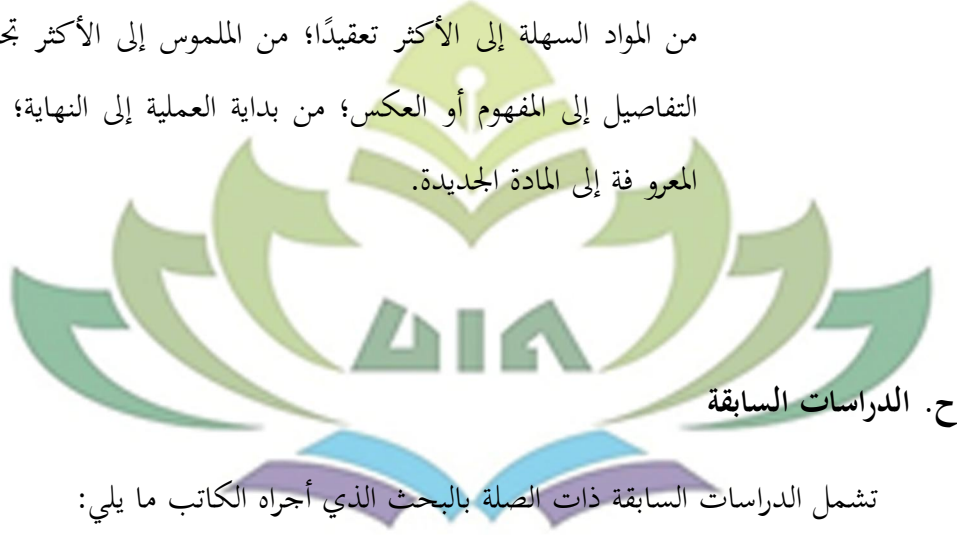 من المواد السهلة إلى الأكثر تعقيدًا؛ من الملموس إلى الأكثر
التفاصيل إلى المفهوم أو العكس؛ من بداية العملية إلى النهاية؛
المعرو فة إلى المادة الجديدة.
ح. الدراسات السابقة
تشمل الدراسات السابقة ذات الصلة بالبحث الذي أجراه الكاتب ما يلي: